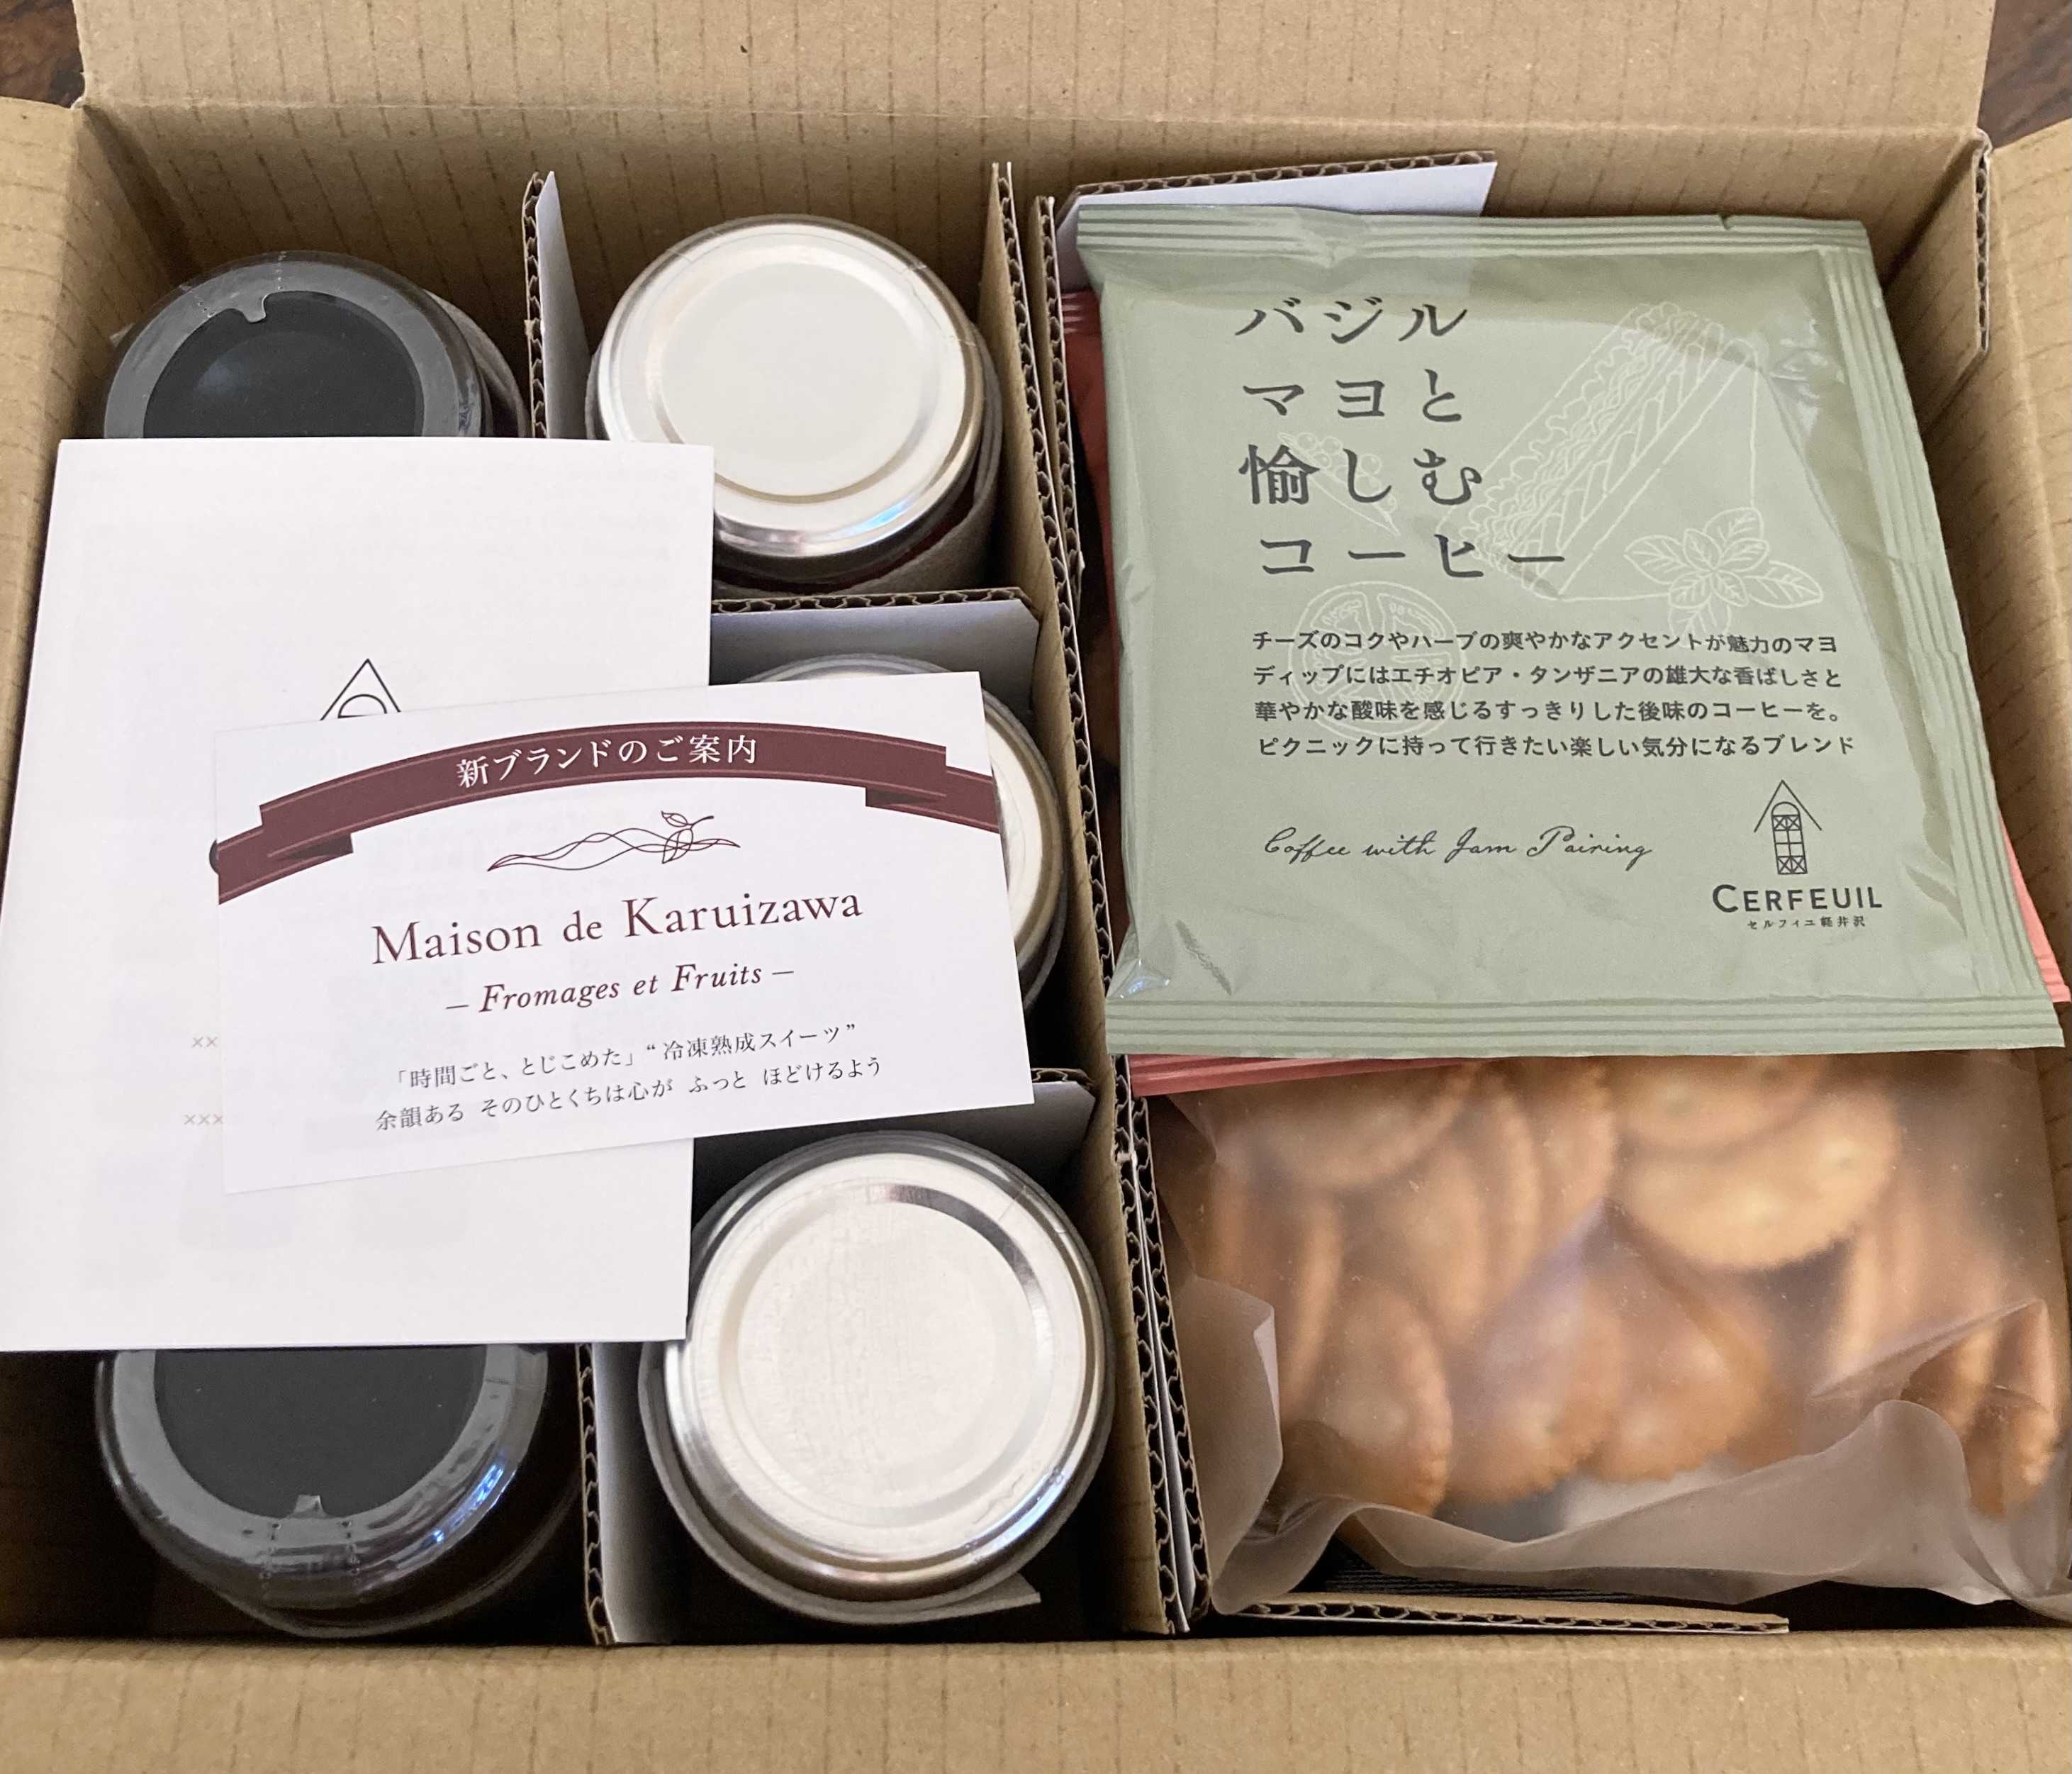 新ブランドのご案内
Maison de Karuizawa
– Fromages et Fruits –
「時間ごと、とじこめた」“冷凍熟成スイーツ”
余韻ある そのひとくちは心が ふっと ほどけるよう
バジル
マヨと
愉しむ
コーヒー
チーズのコクやハーブの爽やかなアクセントが魅力のマヨ
ディップにはエチオピア・タンザニアの雄大な香ばしさと
華やかな酸味を感じるすっきりした後味のコーヒーを。
ピクニックに持って行きたい楽しい気分になるブレンド
Coffee with Jam Pairing
CERFEUIL
セルフィユ軽井沢